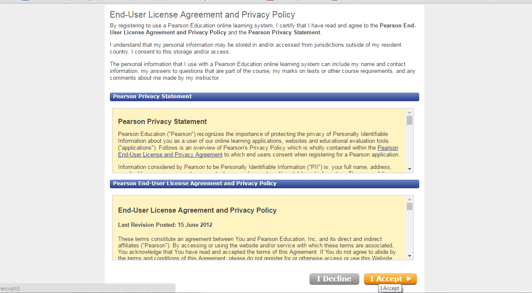 End-User License Agreement and Privacy Policy
By registering to use a Pearson Education online learning system, I certify that I have read and agree to the Pearson End-
User License Agreement and Privacy Policy and the Pearson Privacy Statement.
I understand that my personal information may be stored in and/or accessed from jurisdictions outside of my resident
country. I consent to this storage and/or access.
The personal information that I use with a Pearson Education online learning system can include my name and contact
information, my answers to questions that are part of the course, my marks on tests or other course requirements, and any
comments about me made by my instructor.
Pearson Privacy Statement
Pearson Privacy Statement
Pearson Education ("Pearson") recognizes the importance of protecting the privacy of Personally Identifiable
Information about you as a user of our online learning applications, websites and educational evaluation tools
("applications"). Follows is an overview of Pearson's Privacy Policy which is wholly contained within the Pearson
End-User License and Privacy Agreement to which end users consent when registering for a Pearson application.
Information considered by Pearson to be Personally Identifiable Information ("PII") is: your full name, address,
Pearson End-User License Agreement and Privacy Policy
End-User License Agreement and Privacy Policy
Last Revision Posted: 15 June 2012
These terms constitute an agreement between You and Pearson Education, Inc, and its direct and indirect
affiliates ("Pearson"). By accessing or using the website and/or service with which these terms are associated,
You acknowledge that You have read and accepted the terms of this Agreement. If You do not agree to abide by
the terms and conditions of this Agreement, please do not register for or otherwise access or use this Website
I Decline
I Accept
I Accept
ascript()